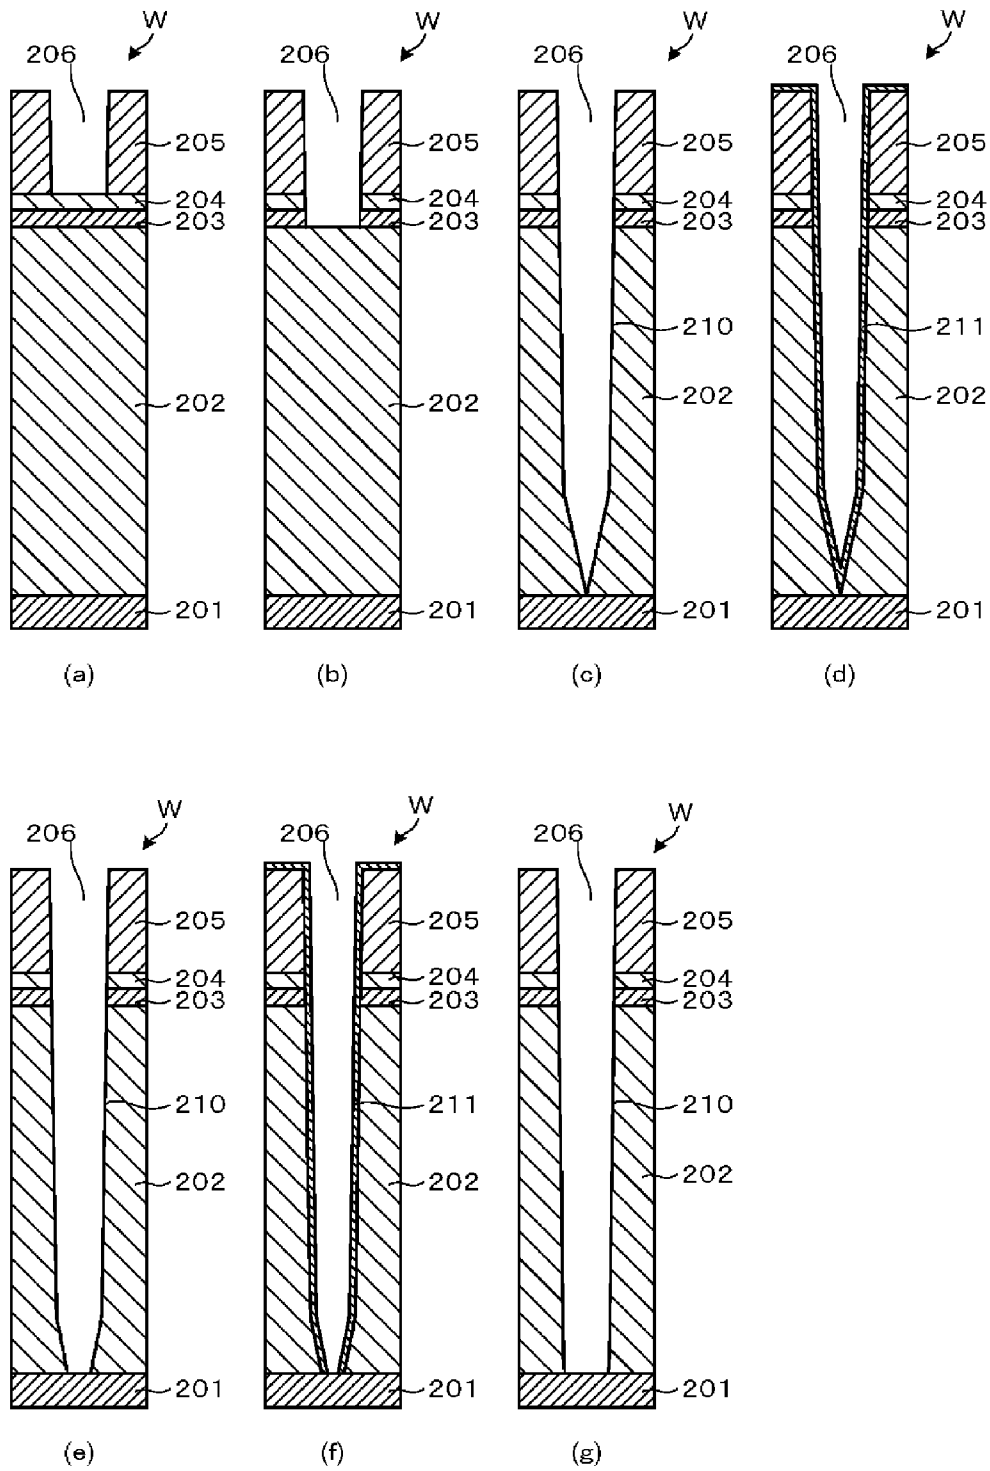 W W W W
206 206 206 206
205 205 205 205
204 204 204 204
203 203 203 203
210 211
202 202 202 202
201 201 201 201
(a) (b) (c) (d)
W W W
206 206 206
205 205 205
204 204 204
203 203 203
210 211 210
202 202 202
201 201 201
(e) (f) (g)